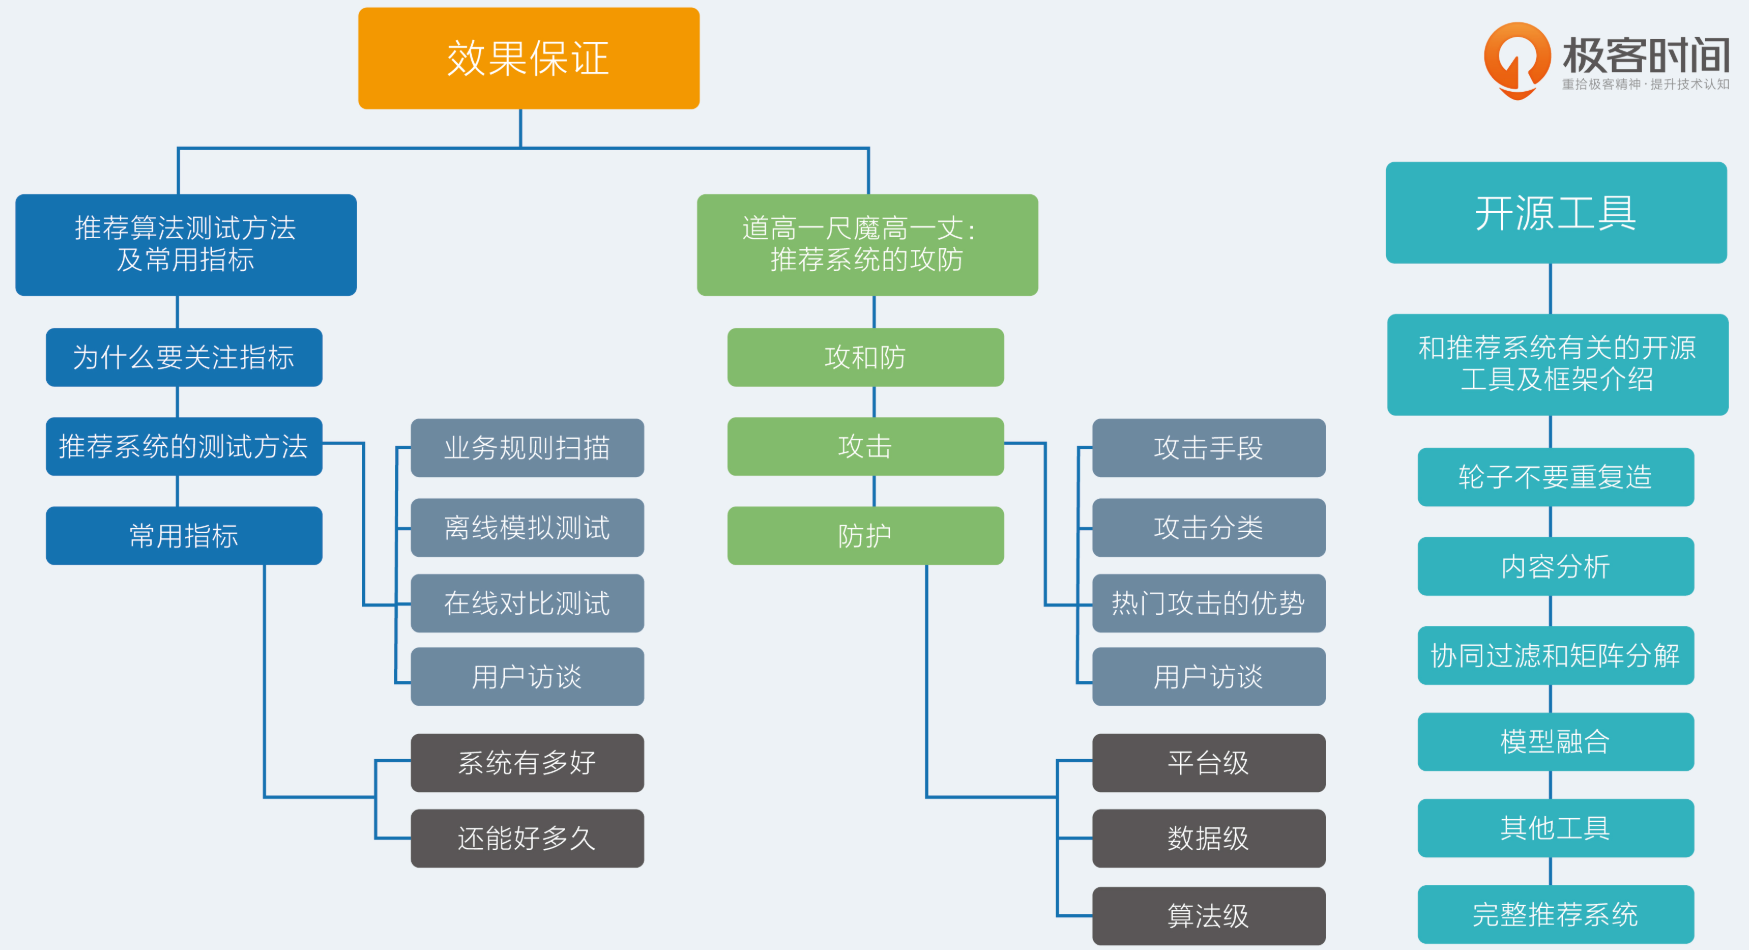 效果保证
极客时间
重拾极客精神·提升技术认知
推荐算法测试方法
及常用指标
为什么要关注指标
推荐系统的测试方法
常用指标
业务规则扫描
离线模拟测试
在线对比测试
用户访谈
系统有多好
还能好多久
道高一尺魔高一丈：
推荐系统的攻防
攻和防
攻击
防护
攻击手段
攻击分类
热门攻击的优势
用户访谈
平台级
数据级
算法级
开源工具
和推荐系统有关的开源
工具及框架介绍
轮子不要重复造
内容分析
协同过滤和矩阵分解
模型融合
其他工具
完整推荐系统